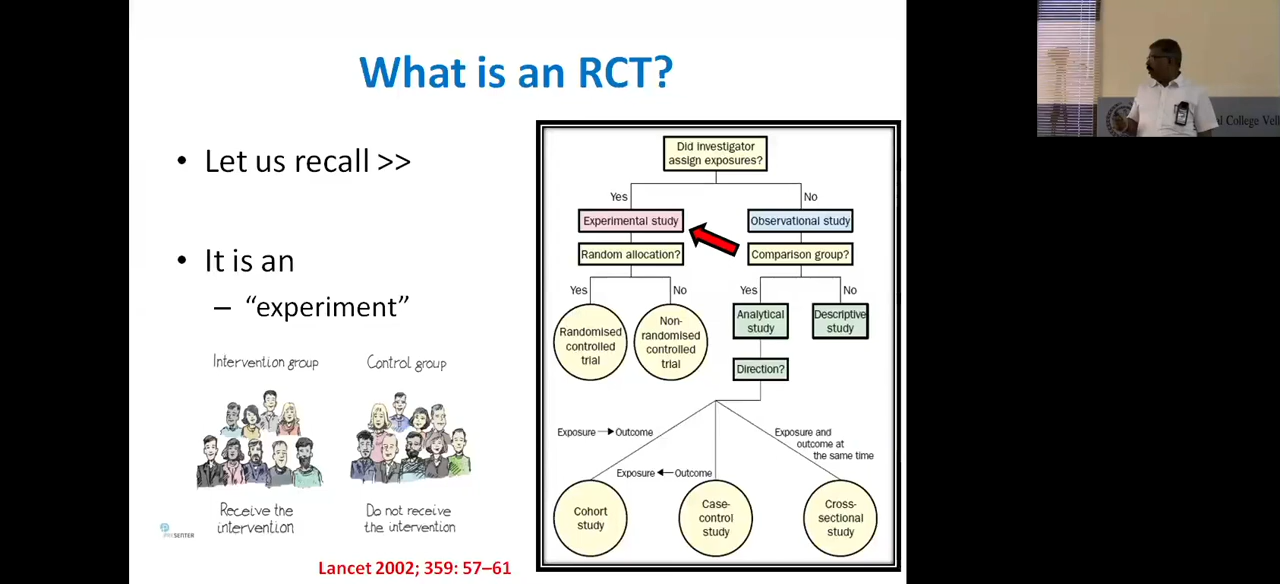 What is an RCT?
• Let us recall >>
• It is an
– “experiment”
Intervention group
Control group
Receive the
intervention
Do not receive
the intervention
Lancet 2002; 359: 57–61
Did investigator
assign exposures?
Yes
No
Experimental study
Observational study
Random allocation?
Comparison group?
Yes
No
Yes
No
Randomised
controlled
trial
Non-
randomised
controlled
trial
Analytical
study
Descriptive
study
Direction?
Exposure → Outcome
Exposure ← Outcome
Exposure and
outcome at
the same time
Cohort
study
Case-
control
study
Cross-
sectional
study
College